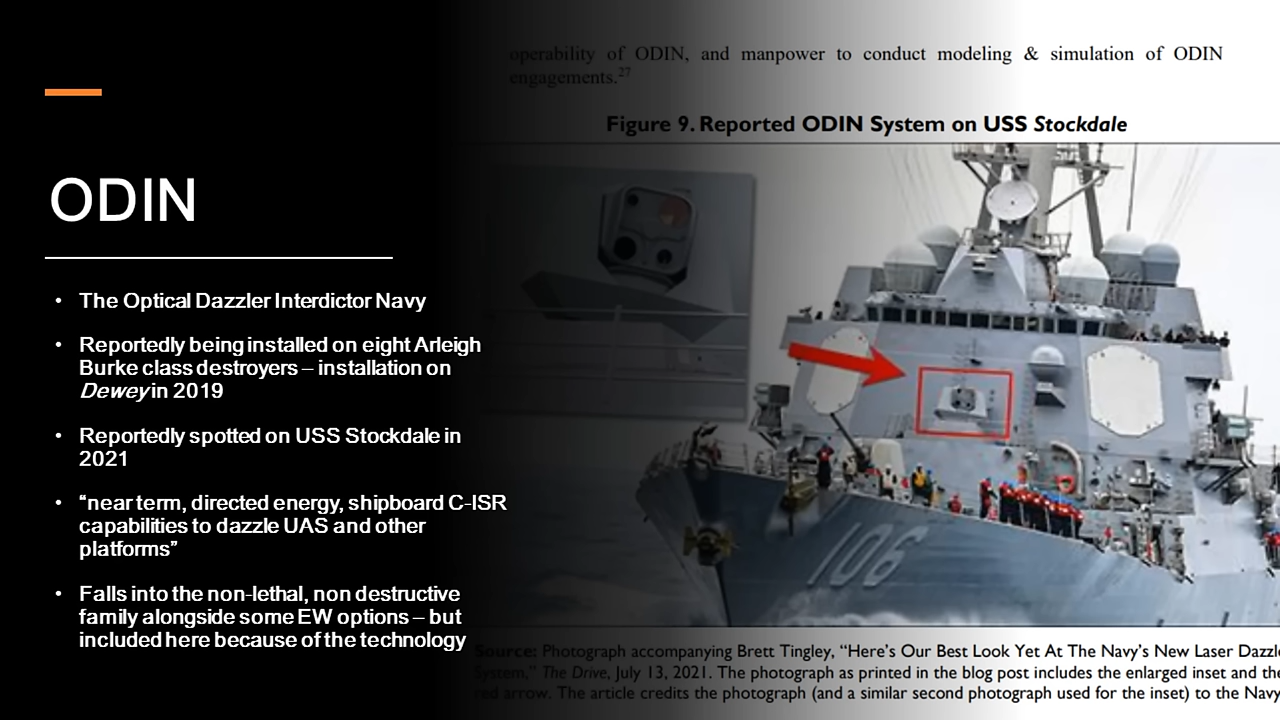 operability of ODIN, and manpower to conduct modeling & simulation of ODIN
engagements.27
Figure 9. Reported ODIN System on USS Stockdale
ODIN
• The Optical Dazzler Interdictor Navy
• Reportedly being installed on eight Arleigh
Burke class destroyers – installation on
Dewey in 2019
• Reportedly spotted on USS Stockdale in
2021
• “near term, directed energy, shipboard C-ISR
capabilities to dazzle UAS and other
platforms”
• Falls into the non-lethal, non destructive
family alongside some EW options – but
included here because of the technology
106
Source: Photograph accompanying Brett Tingley, “Here’s Our Best Look Yet At The Navy’s New Laser Dazzle
System,” The Drive, July 13, 2021. The photograph as printed in the blog post includes the enlarged inset and the
red arrow. The article credits the photograph (and a similar second photograph used for the inset) to the Navy